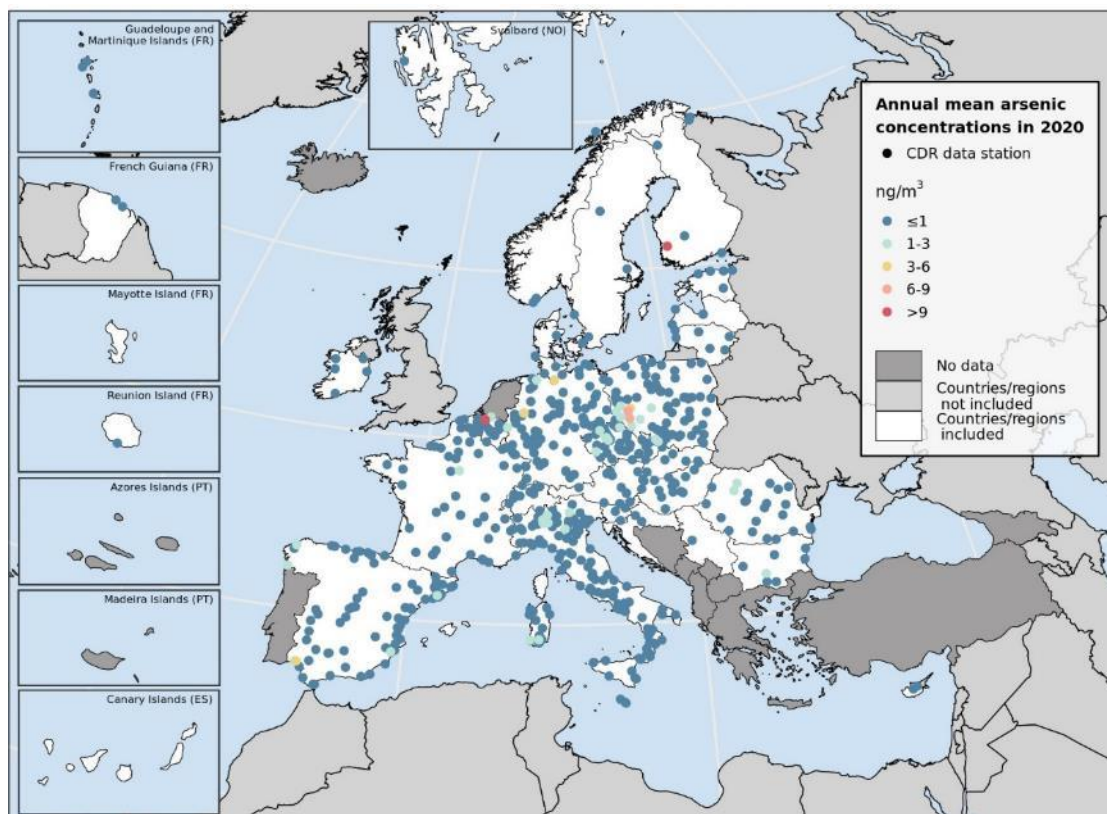 Guadeloupe and
Martinique Islands (FR)
Svalbard (NO)
French Guiana (FR)
Mayotte Island (FR)
Reunion Island (FR)
Azores Islands (PT)
Madeira Islands (PT)
Canary Islands (ES)
Annual mean arsenic
concentrations in 2020
CDR data station
ng/m³
≤1
1-3
3-6
6-9
>9
No data
Countries/regions
not included
Countries/regions
included